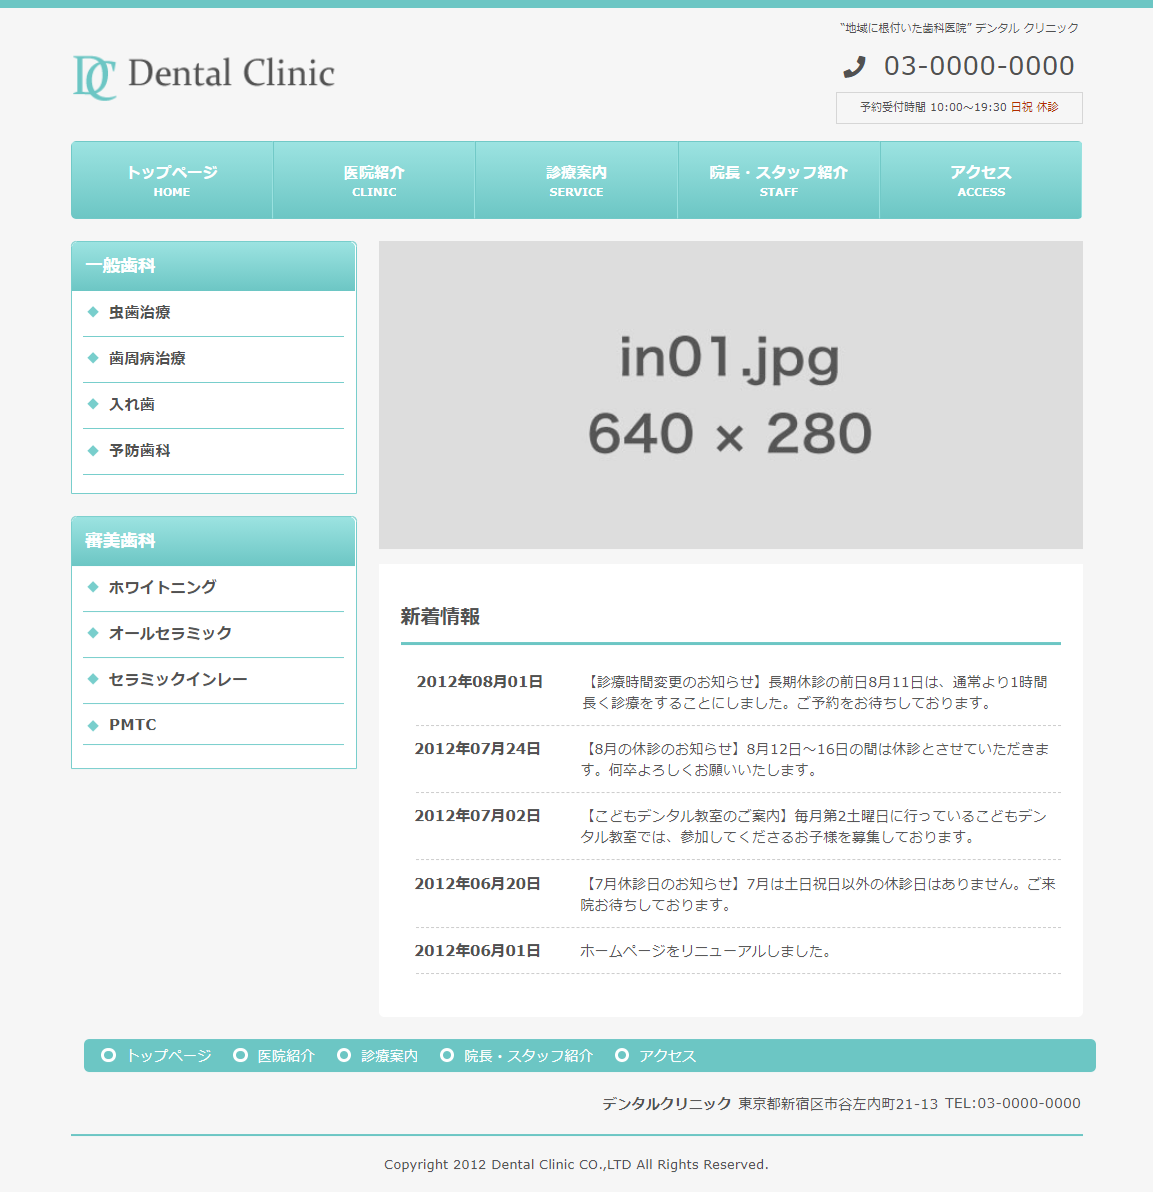 “地域に根付いた歯科医院” デンタル クリニック
DC Dental Clinic
03-0000-0000
予約受付時間 10:00～19:30 日祝 休診
トップページ
HOME
医院紹介
CLINIC
診療案内
SERVICE
院長・スタッフ紹介
STAFF
アクセス
ACCESS
一般歯科
虫歯治療
歯周病治療
入れ歯
予防歯科
審美歯科
ホワイトニング
オールセラミック
セラミックインレー
PMTC
in01.jpg
640 × 280
新着情報
2012年08月01日
【診療時間変更のお知らせ】長期休診の前日8月11日は、通常より1時間
長く診療をすることにしました。ご予約をお待ちしております。
2012年07月24日
【8月の休診のお知らせ】8月12日～16日の間は休診とさせていただきま
す。何卒よろしくお願いいたします。
2012年07月02日
【こどもデンタル教室のご案内】毎月第2土曜日に行っているこどもデン
タル教室では、参加してくださるお子様を募集しております。
2012年06月20日
【7月休診日のお知らせ】7月は土日祝日以外の休診日はありません。ご来
院お待ちしております。
2012年06月01日
ホームページをリニューアルしました。
トップページ 医院紹介 診療案内 院長・スタッフ紹介 アクセス
デンタルクリニック 東京都新宿区市谷左内町21-13 TEL:03-0000-0000
Copyright 2012 Dental Clinic CO.,LTD All Rights Reserved.